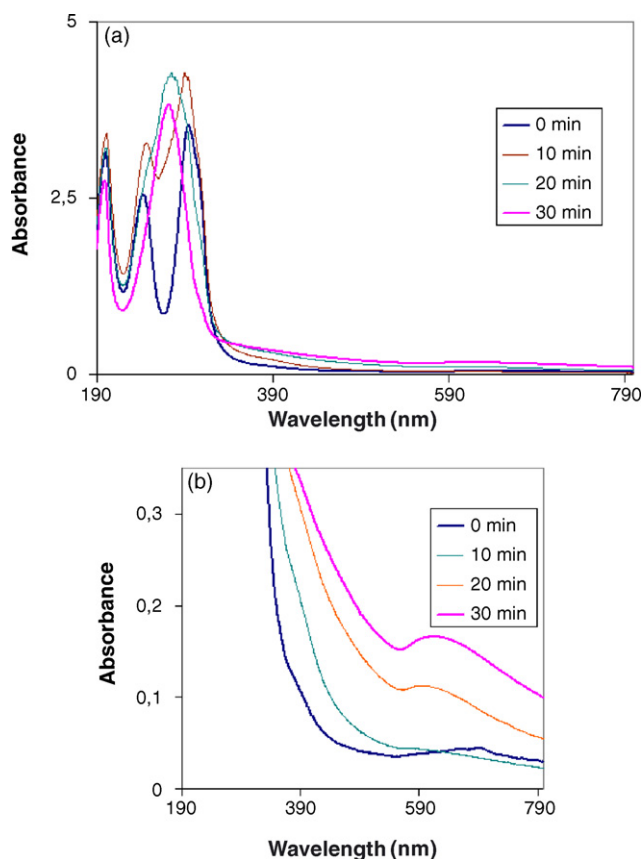 (a)
5
2,5
0
Absorbance
0 min
10 min
20 min
30 min
190
390
590
790
Wavelength (nm)
(b)
0,3
0,2
0,1
0
Absorbance
0 min
10 min
20 min
30 min
190
390
590
790
Wavelength (nm)